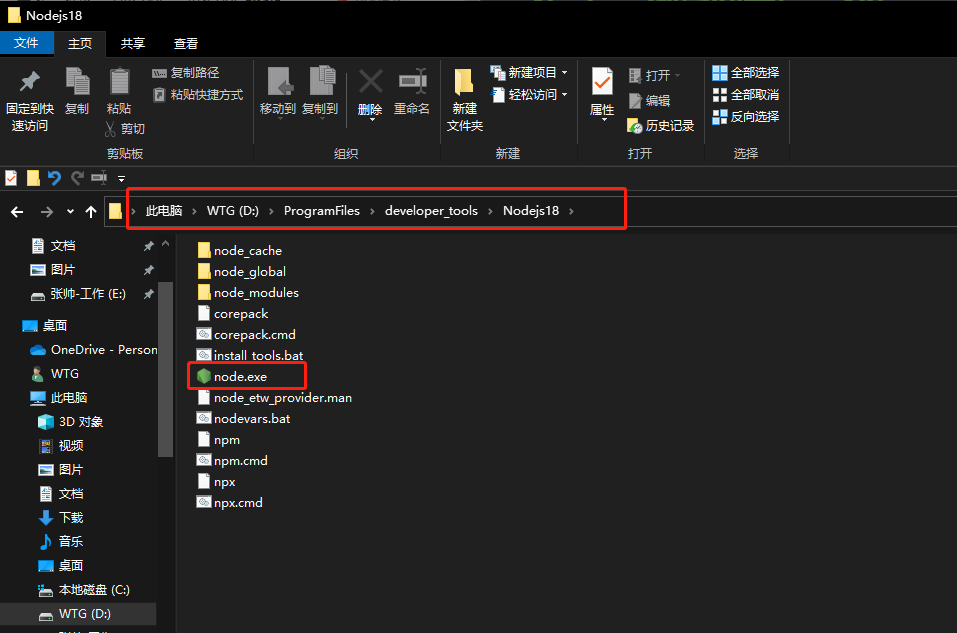 Nodejs18
文件 主页 共享 查看
固定到快速访问
复制
粘贴
复制路径
粘贴快捷方式
剪切
剪贴板
移动到
复制到
删除
重命名
组织
新建文件夹
新建项目
轻松访问
新建
属性
打开
编辑
历史记录
打开
全部选择
全部取消
反向选择
选择
此电脑 > WTG (D:) > ProgramFiles > developer_tools > Nodejs18 >
文档
图片
张帅-工作 (E:)
桌面
OneDrive - Person
WTG
此电脑
3D 对象
视频
图片
文档
下载
音乐
桌面
本地磁盘 (C:)
WTG (D:)
node_cache
node_global
node_modules
corepack
corepack.cmd
install_tools.bat
node.exe
node_etw_provider.man
nodevars.bat
npm
npm.cmd
npx
npx.cmd